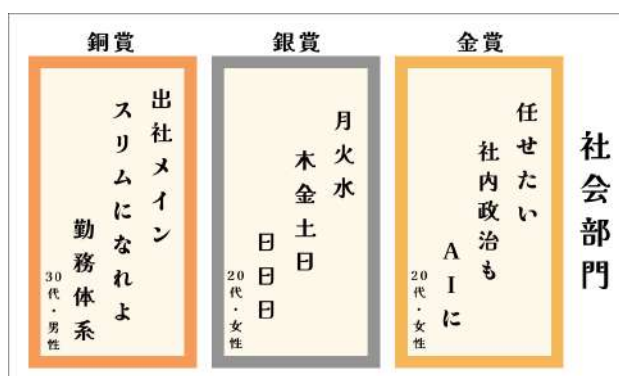 社会部門
金賞
任せたい
社内政治も
AIに
20代・女性
銀賞
月火水
木金土日
日日日
20代・女性
銅賞
出社メイン
スリムになれよ
勤務体系
30代・男性